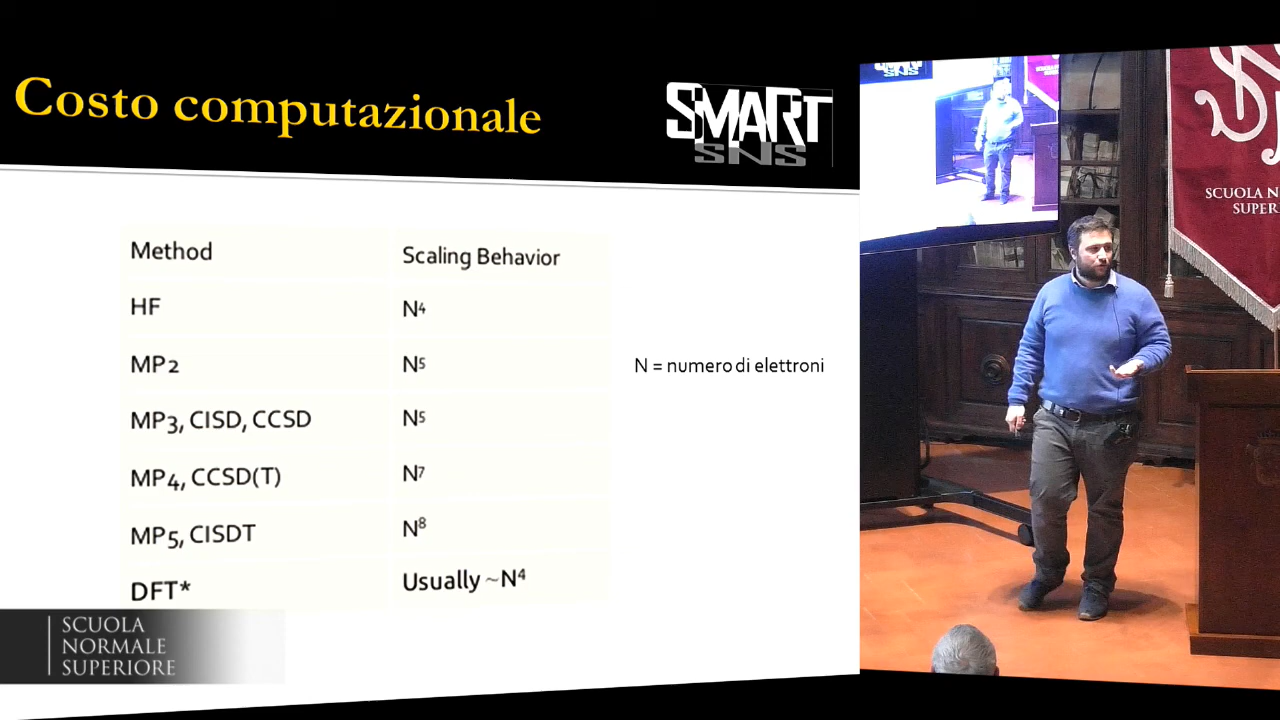 Costo computazionale
SMART
SNS
Method Scaling Behavior
HF N⁴
MP2 N⁵
MP3, CISD, CCSD N⁵
MP4, CCSD(T) N⁷
MP5, CISDT N⁸
DFT* Usually ~N⁴
N = numero di elettroni
SCUOLA
NORMALE
SUPERIORE
SNS
SCUOLA N
SUPER